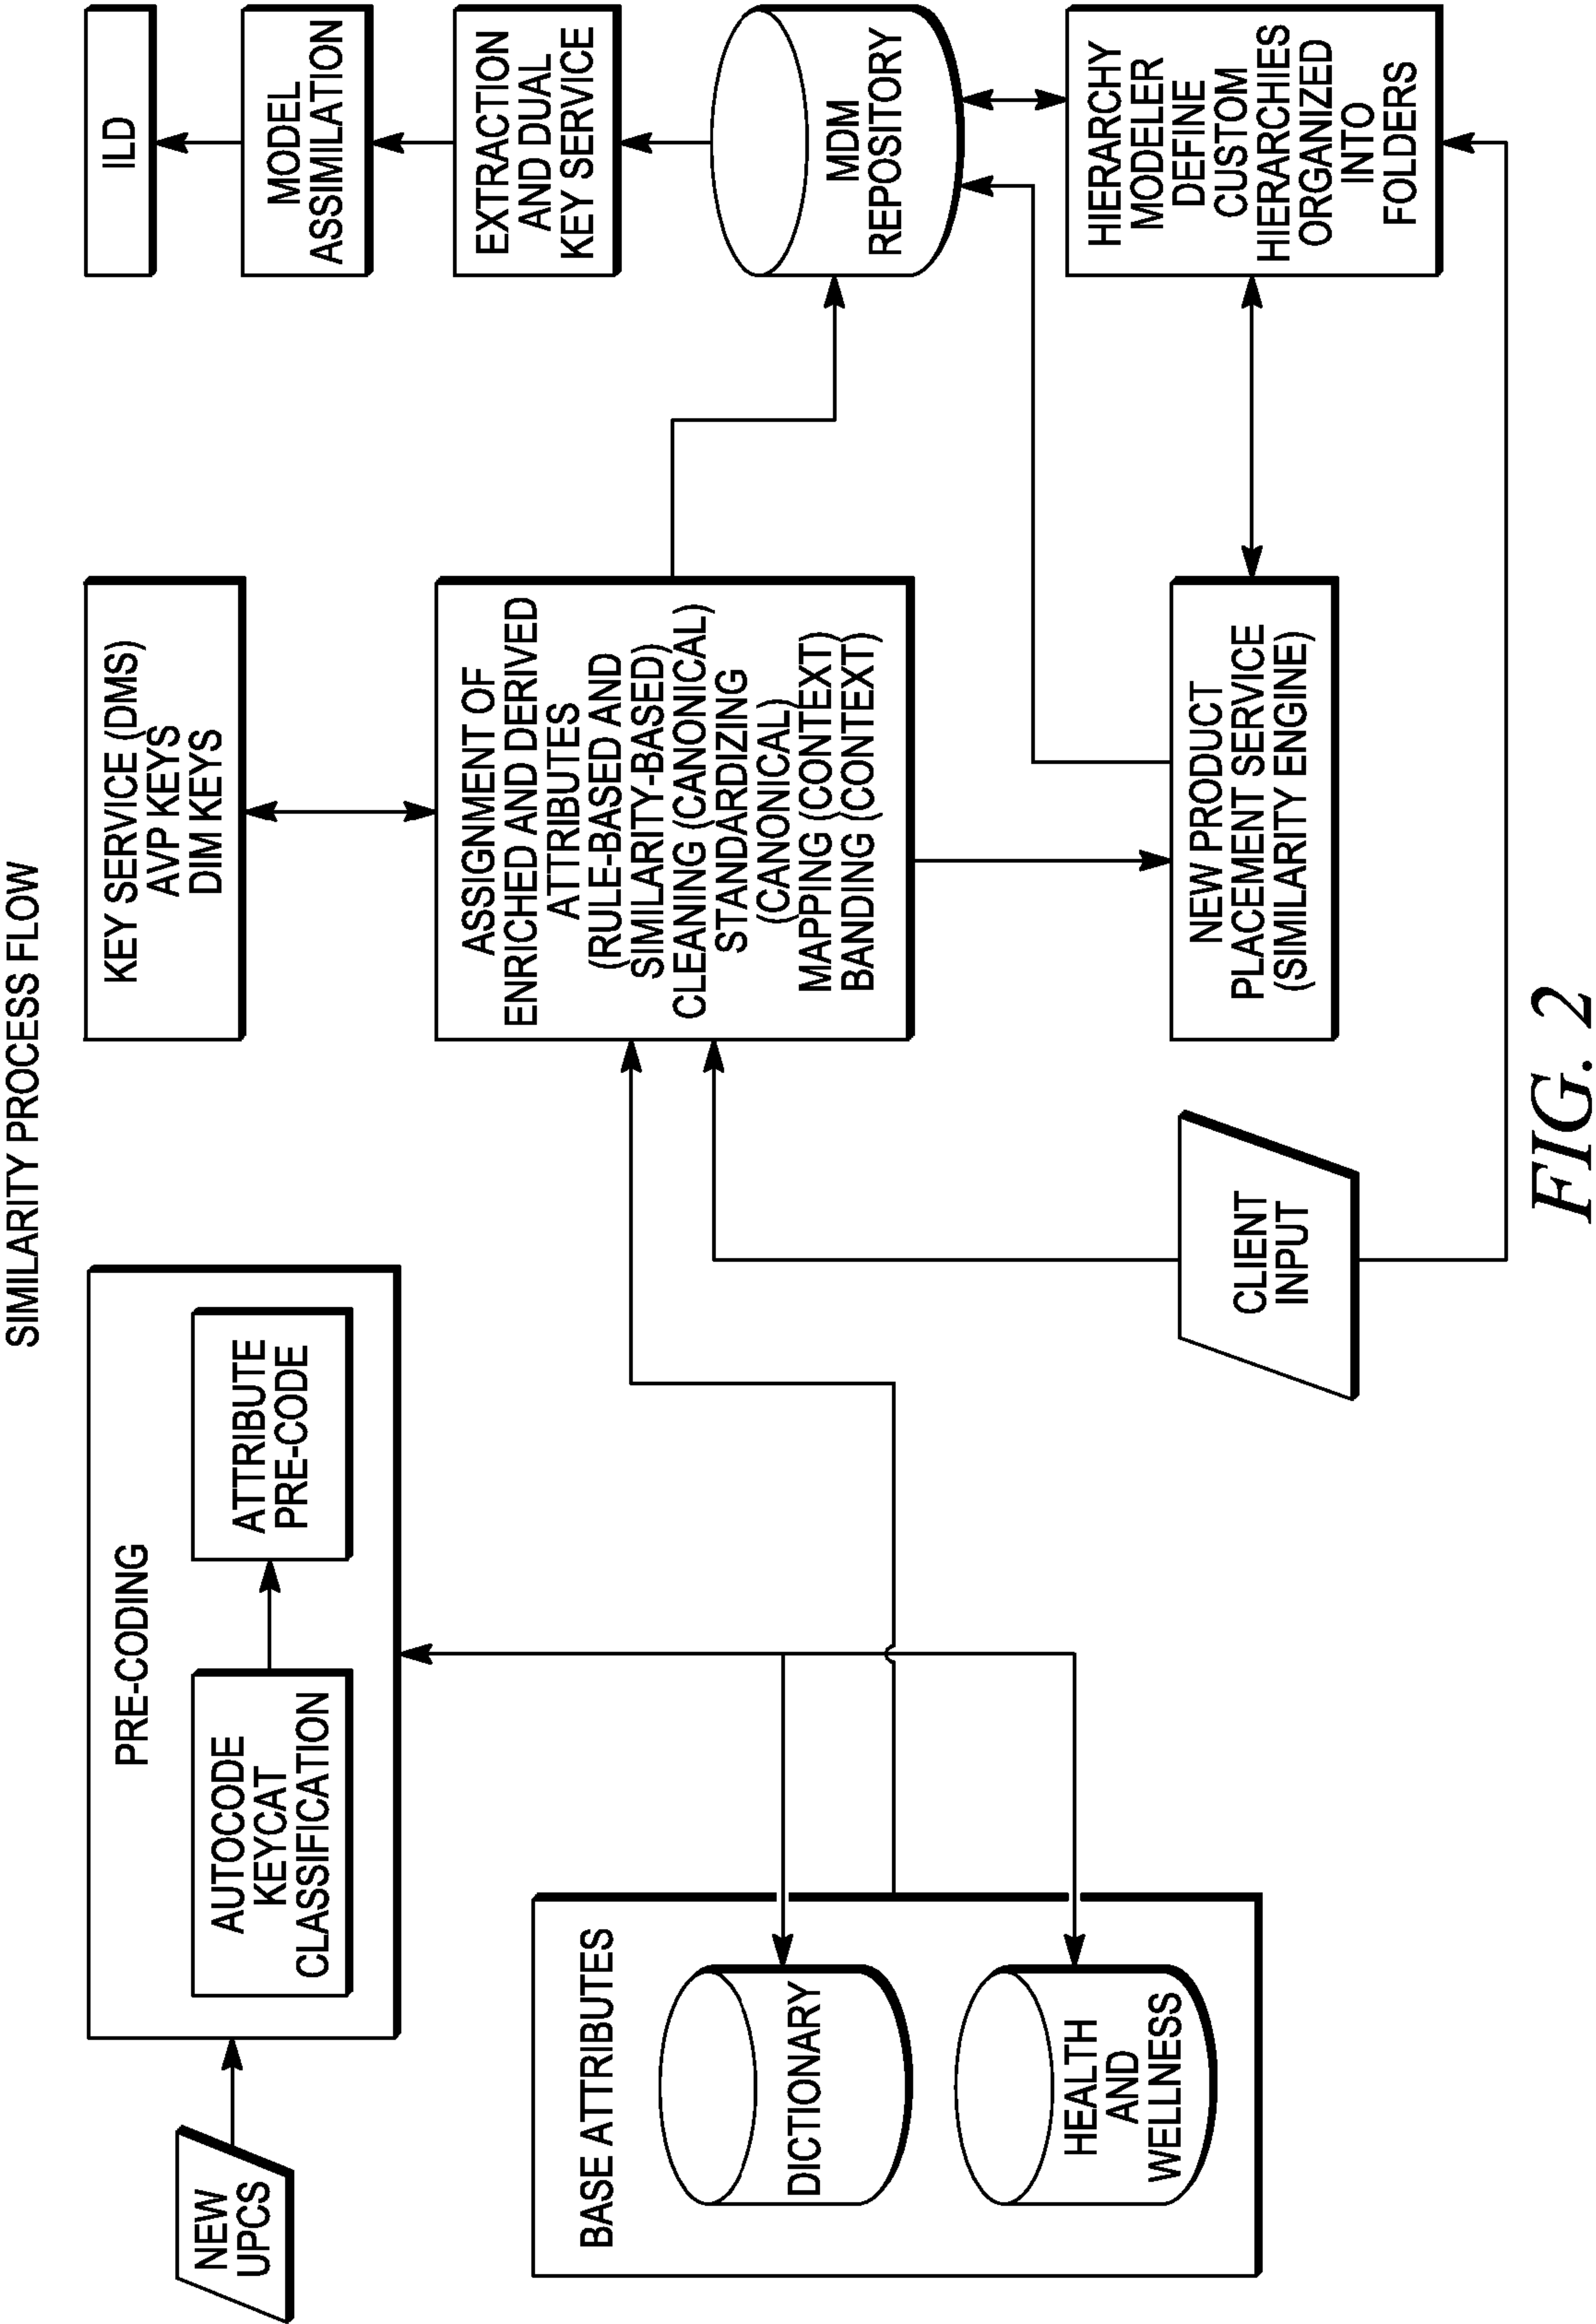 SIMILARITY PROCESS FLOW
NEW
UPCS
PRE-CODING
AUTOCODE
KEYCAT
CLASSIFICATION
ATTRIBUTE
PRE-CODE
BASE ATTRIBUTES
DICTIONARY
HEALTH
AND
WELLNESS
CLIENT
INPUT
KEY SERVICE (DMS)
AVP KEYS
DIM KEYS
ASSIGNMENT OF
ENRICHED AND DERIVED
ATTRIBUTES
(RULE-BASED AND
SIMILARITY-BASED)
CLEANING (CANONICAL)
STANDARDIZING
(CANONICAL)
MAPPING (CONTEXT)
BANDING (CONTEXT)
NEW PRODUCT
PLACEMENT SERVICE
(SIMILARITY ENGINE)
ILD
MODEL
ASSIMILATION
EXTRACTION
AND DUAL
KEY SERVICE
MDM
REPOSITORY
HIERARCHY
MODELER
DEFINE
CUSTOM
HIERARCHIES
ORGANIZED
INTO
FOLDERS
FIG. 2